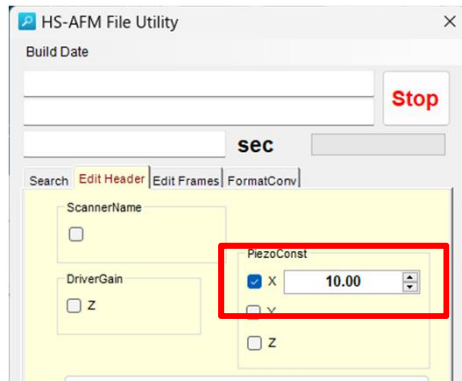 HS-AFM File Utility
Build Date
Stop
sec
Search Edit Header Edit Frames FormatConv
ScannerName
PiezoConst
X 10.00
DriverGain
Z
Y
Z